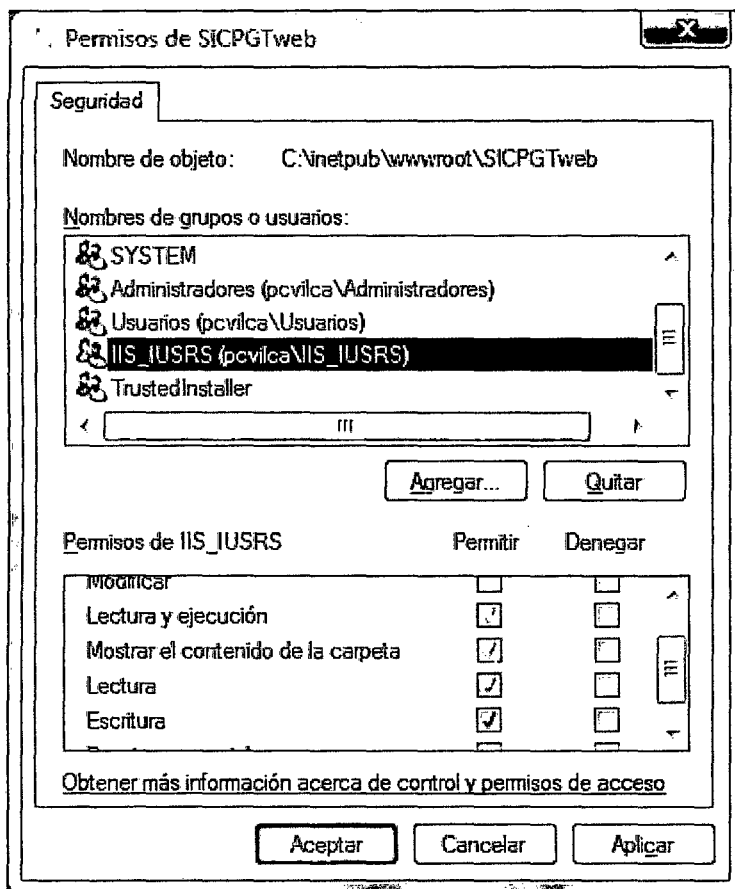 Permisos de SICPGTweb
Seguridad
Nombre de objeto: C:\inetpub\wwwroot\SICPGTweb
Nombres de grupos o usuarios:
SYSTEM
Administradores (pcvilca\Administradores)
Usuarios (pcvilca\Usuarios)
IIS_IUSRS (pcvilca\IIS_IUSRS)
TrustedInstaller
Agregar... Quitar
Permisos de IIS_IUSRS Permitir Denegar
Modificar
Lectura y ejecución
Mostrar el contenido de la carpeta
Lectura
Escritura
Obtener más información acerca de control y permisos de acceso
Aceptar Cancelar Aplicar